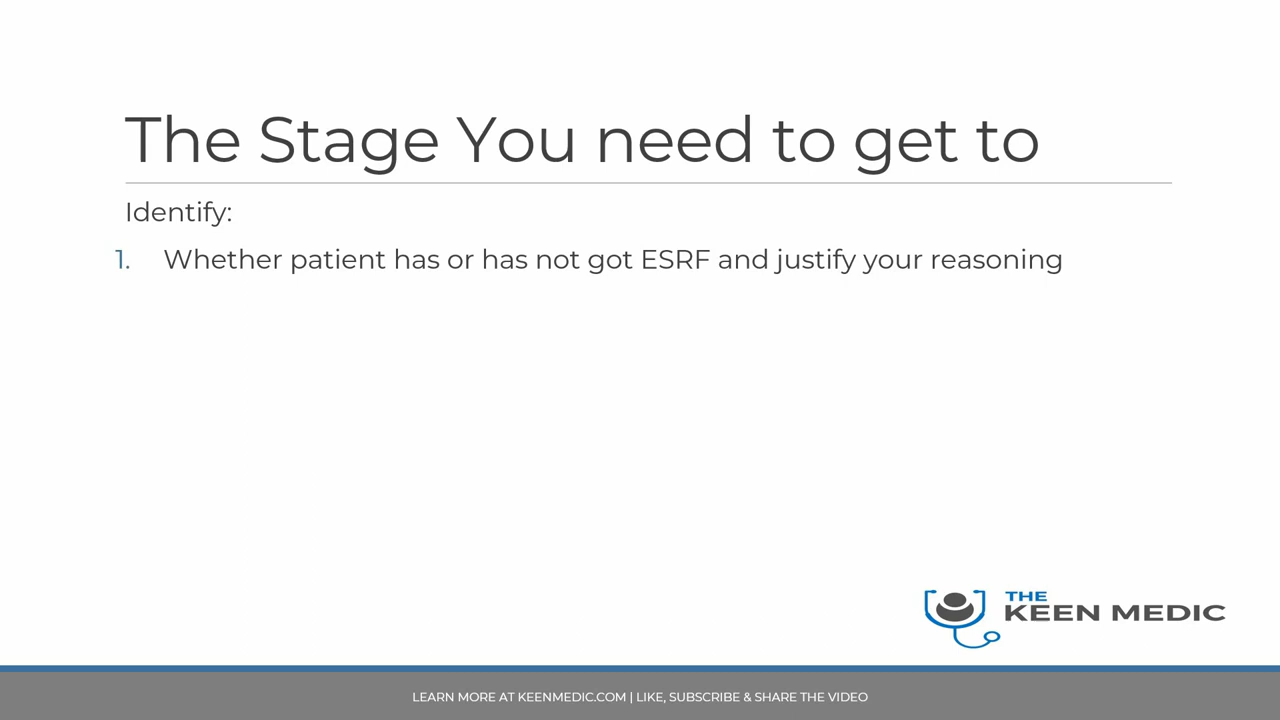 The Stage You need to get to
Identify:
1. Whether patient has or has not got ESRF and justify your reasoning
THE
KEEN MEDIC
LEARN MORE AT KEENMEDIC.COM | LIKE, SUBSCRIBE & SHARE THE VIDEO